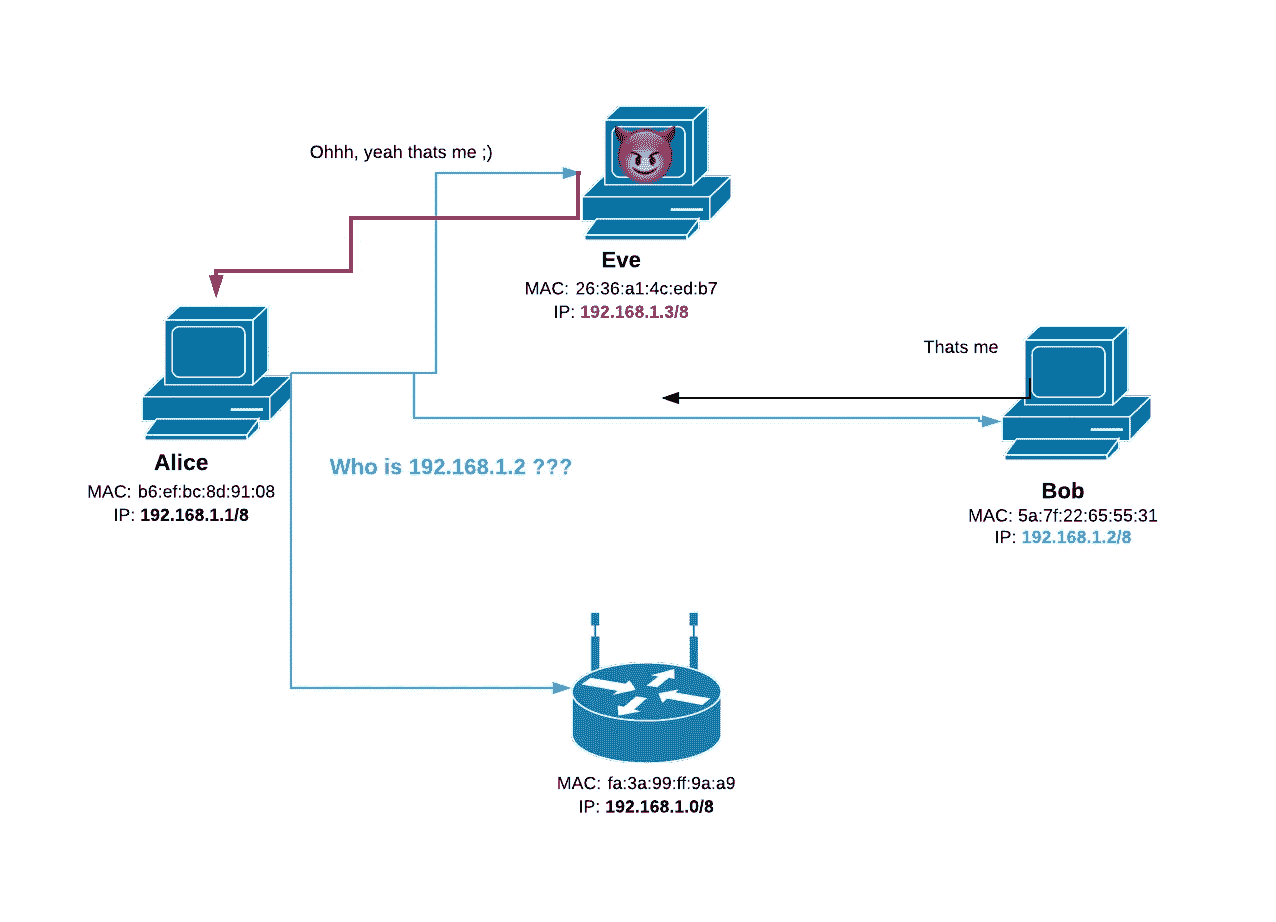 Ohhh, yeah thats me ;)
Eve
MAC: 26:36:a1:4c:ed:b7
IP: 192.168.1.3/8
Thats me
Alice
MAC: b6:ef:bc:8d:91:08
IP: 192.168.1.1/8
Who is 192.168.1.2 ???
Bob
MAC: 5a:7f:22:65:55:31
IP: 192.168.1.2/8
MAC: fa:3a:99:ff:9a:a9
IP: 192.168.1.0/8